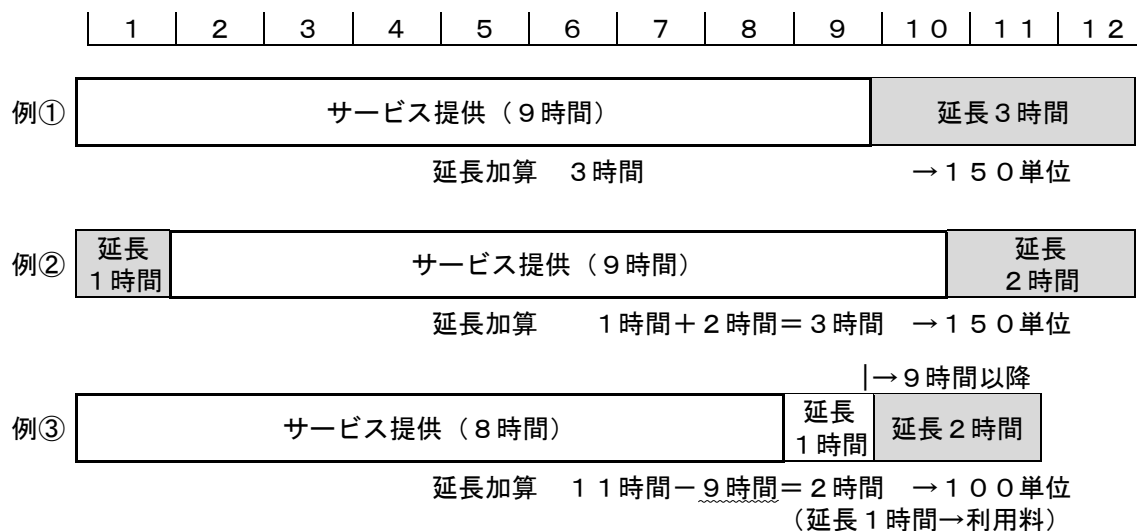 1 2 3 4 5 6 7 8 9 10 11 12
例① サービス提供（９時間） 延長３時間
延長加算　３時間　→１５０単位
例② 延長１時間 サービス提供（９時間） 延長２時間
延長加算　１時間＋２時間＝３時間　→１５０単位
|→９時間以降
例③ サービス提供（８時間） 延長１時間 延長２時間
延長加算　１１時間－９時間＝２時間　→１００単位
（延長１時間→利用料）